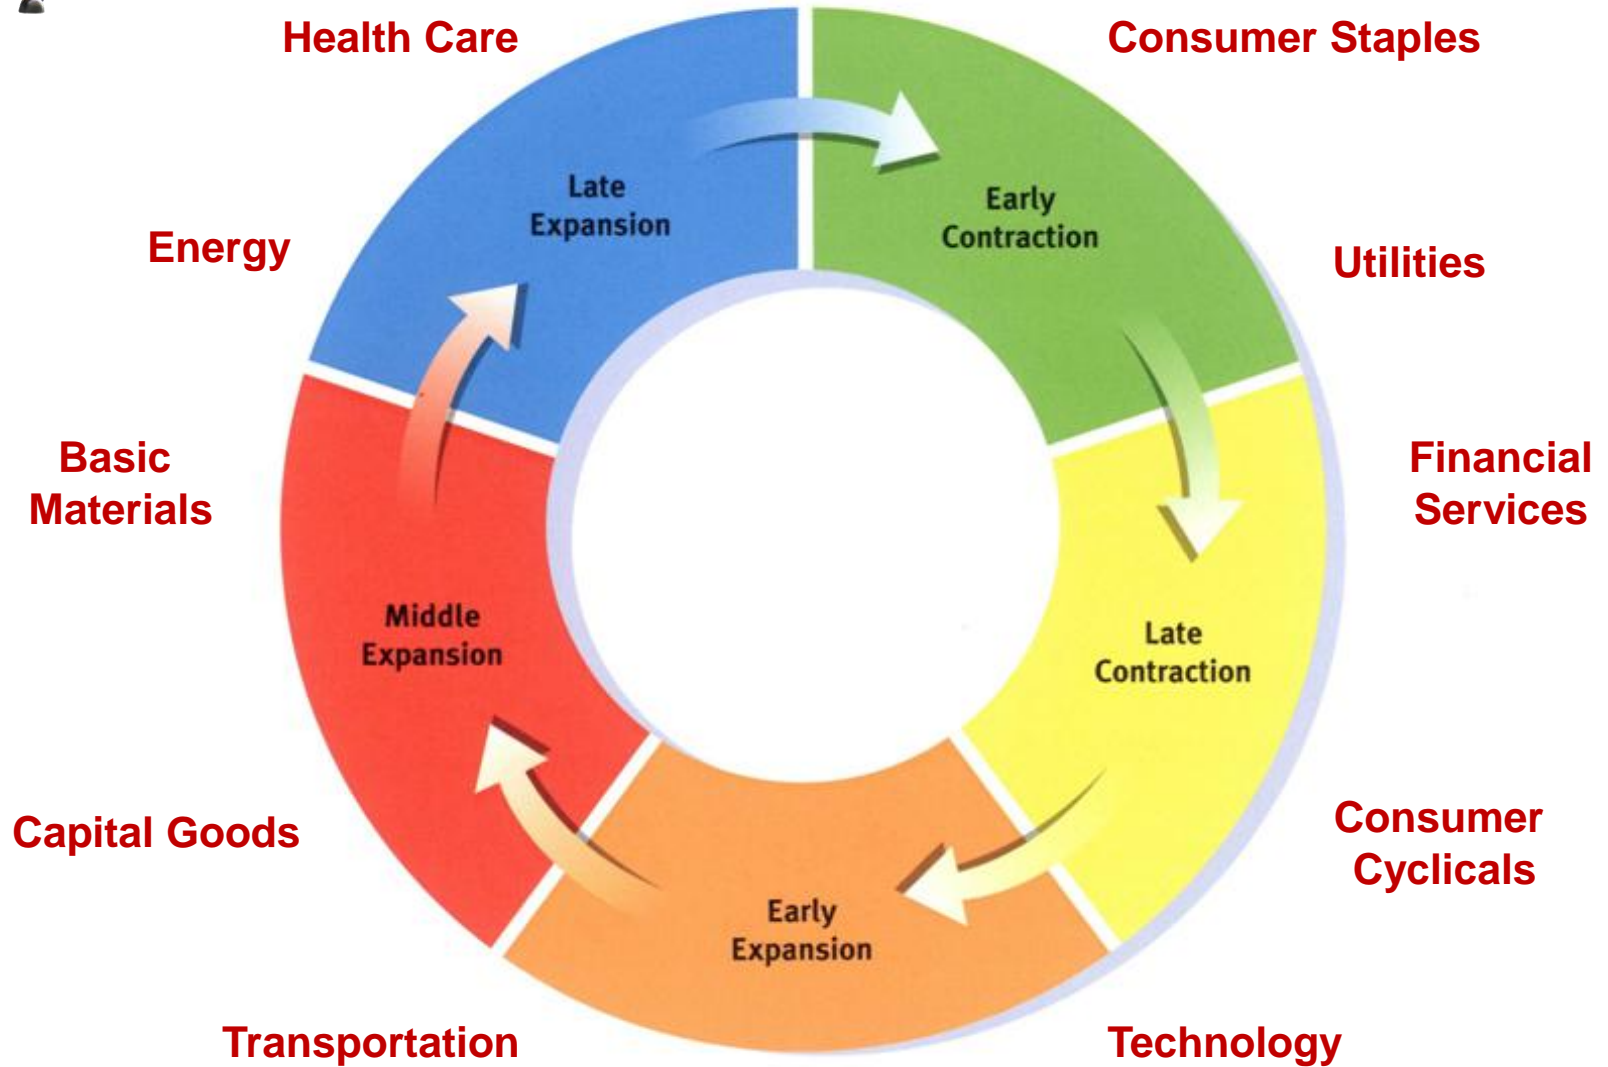 Health Care
Consumer Staples
Late
Expansion
Early
Contraction
Energy
Utilities
Basic
Materials
Financial
Services
Middle
Expansion
Late
Contraction
Capital Goods
Consumer
Cyclicals
Early
Expansion
Transportation
Technology